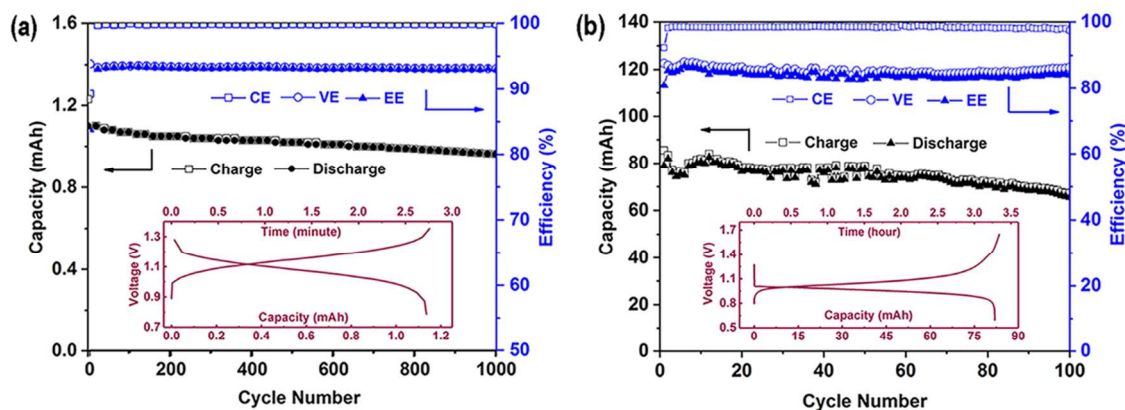 (a)
1.6
1.2
0.8
0.4
0.0
Capacity (mAh)
100
90
80
70
60
50
Efficiency (%)
CE VE EE
Charge Discharge
Time (minute)
0.0 0.5 1.0 1.5 2.0 2.5 3.0
Voltage (V)
1.3
1.1
0.9
0.7
Capacity (mAh)
0.0 0.2 0.4 0.6 0.8 1.0 1.2
0 200 400 600 800 1000
Cycle Number
(b)
140
120
100
80
60
40
20
0
Capacity (mAh)
100
80
60
40
20
0
Efficiency (%)
CE VE EE
Charge Discharge
0.0 0.5 1.0 1.5 2.0 2.5 3.0 3.5
Time (hour)
Voltage (V)
1.7
1.4
1.1
0.8
0.5
Capacity (mAh)
0 15 30 45 60 75 90
0 20 40 60 80 100
Cycle Number